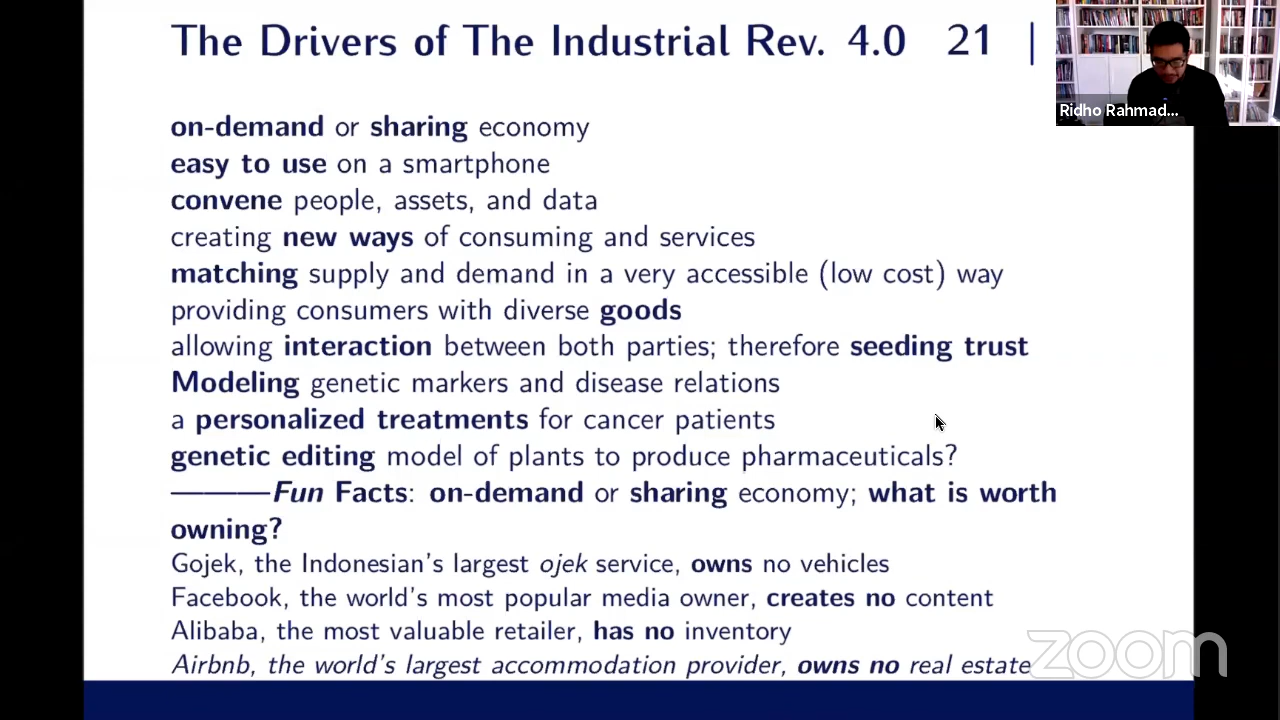 The Drivers of The Industrial Rev. 4.0 21 |
Ridho Rahmad...
on-demand or sharing economy
easy to use on a smartphone
convene people, assets, and data
creating new ways of consuming and services
matching supply and demand in a very accessible (low cost) way
providing consumers with diverse goods
allowing interaction between both parties; therefore seeding trust
Modeling genetic markers and disease relations
a personalized treatments for cancer patients
genetic editing model of plants to produce pharmaceuticals?
———Fun Facts: on-demand or sharing economy; what is worth
owning?
Gojek, the Indonesian's largest ojek service, owns no vehicles
Facebook, the world's most popular media owner, creates no content
Alibaba, the most valuable retailer, has no inventory
Airbnb, the world's largest accommodation provider, owns no real estate
zoom